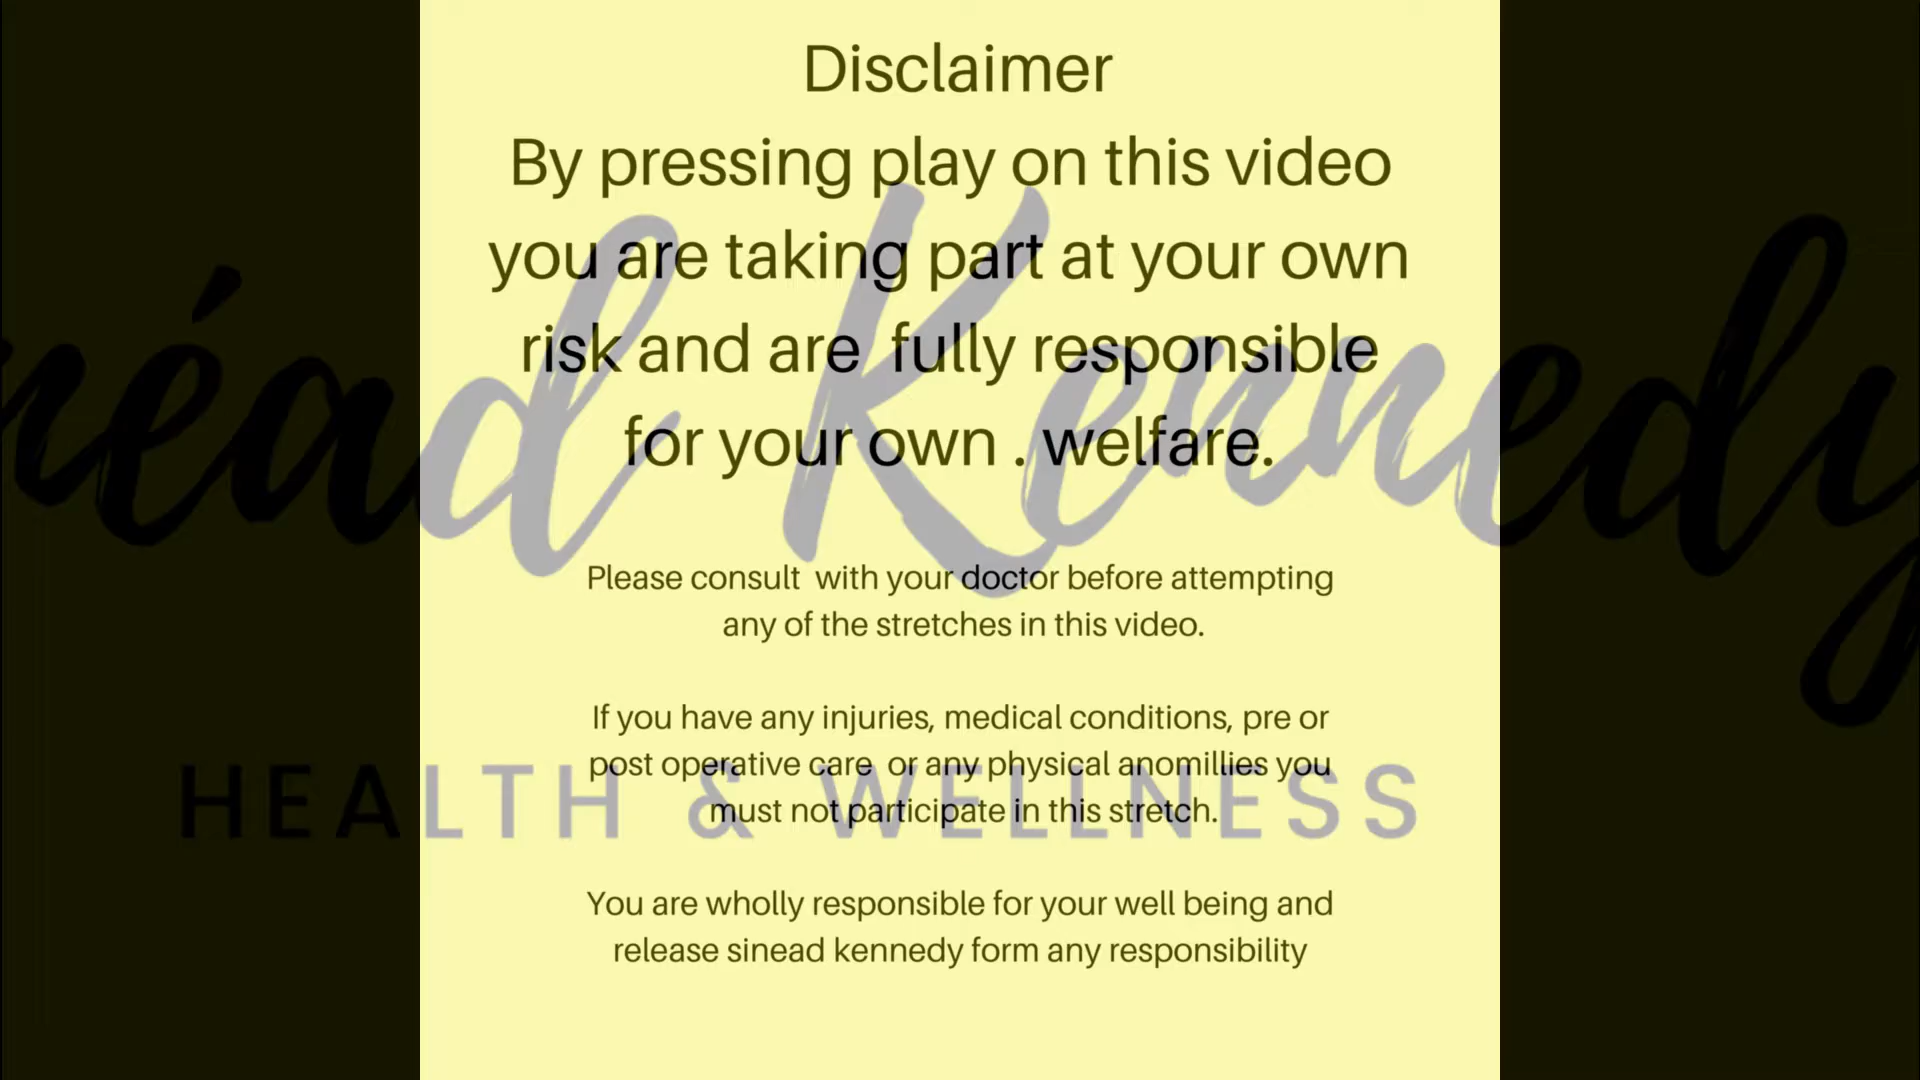 Disclaimer
By pressing play on this video
you are taking part at your own
risk and are fully responsible
for your own . welfare.
Please consult with your doctor before attempting
any of the stretches in this video.
If you have any injuries, medical conditions, pre or
post operative care or any physical anomillies you
must not participate in this stretch.
You are wholly responsible for your well being and
release sinead kennedy form any responsibility
néad Kennedy
HEALTH & WELLNESS